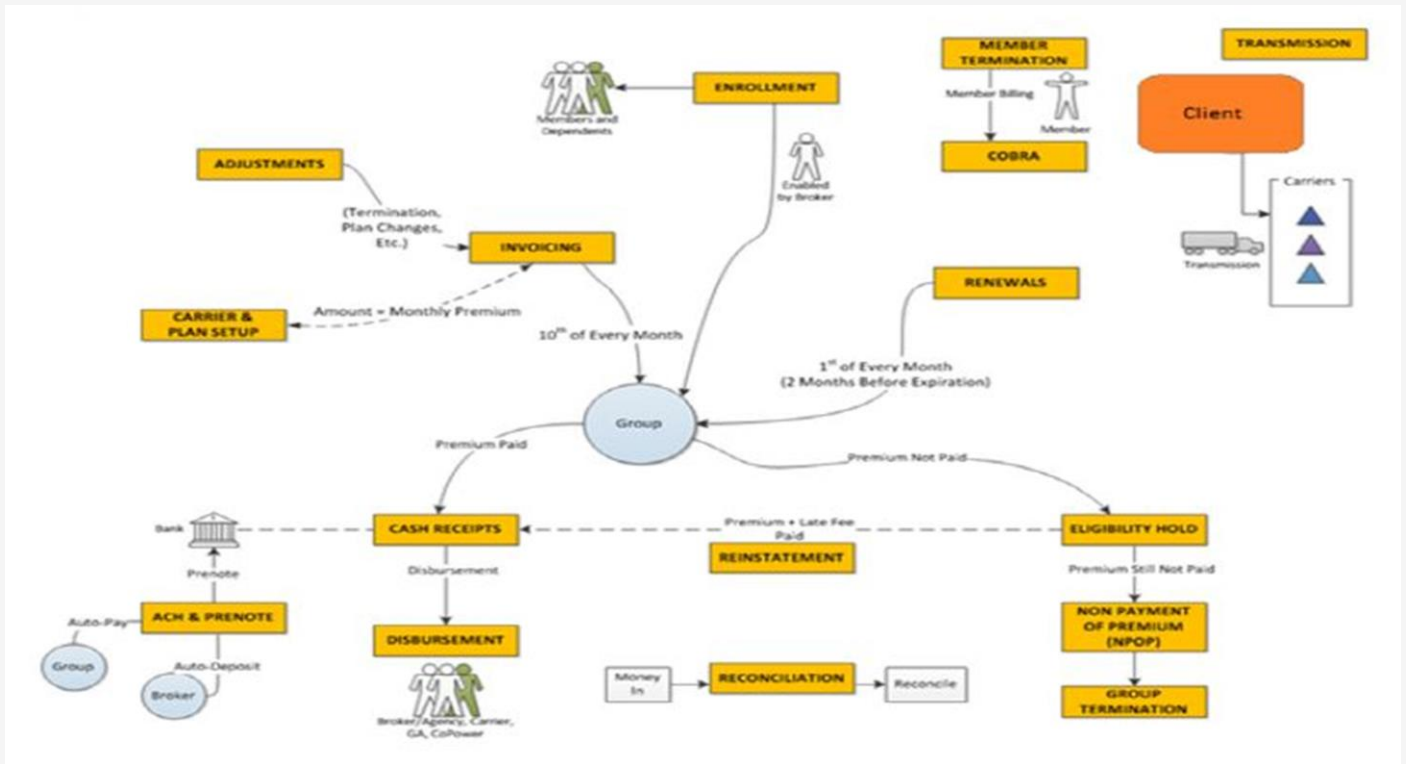 MEMBER
TERMINATION
TRANSMISSION
ENROLLMENT
Member Billing
Member
Client
Members and
Dependents
COBRA
ADJUSTMENTS
Enabled
by Broker
Carriers
(Termination,
Plan Changes,
Etc.)
INVOICING
Transmission
RENEWALS
CARRIER &
PLAN SETUP
Amount = Monthly Premium
10th of Every Month
1st of Every Month
(2 Months Before Expiration)
Group
Premium Paid
Premium Not Paid
Bank
CASH RECEIPTS
Premium + Late Fee
Paid
ELIGIBILITY HOLD
REINSTATEMENT
Prenote
Disbursement
Premium Still Not Paid
ACH & PRENOTE
Auto-Pay
NON PAYMENT
OF PREMIUM
(NPOP)
DISBURSEMENT
Group
Auto-Deposit
Broker
Money
In
RECONCILIATION
Reconcile
GROUP
TERMINATION
Broker/Agency, Carrier,
GA, CoPower